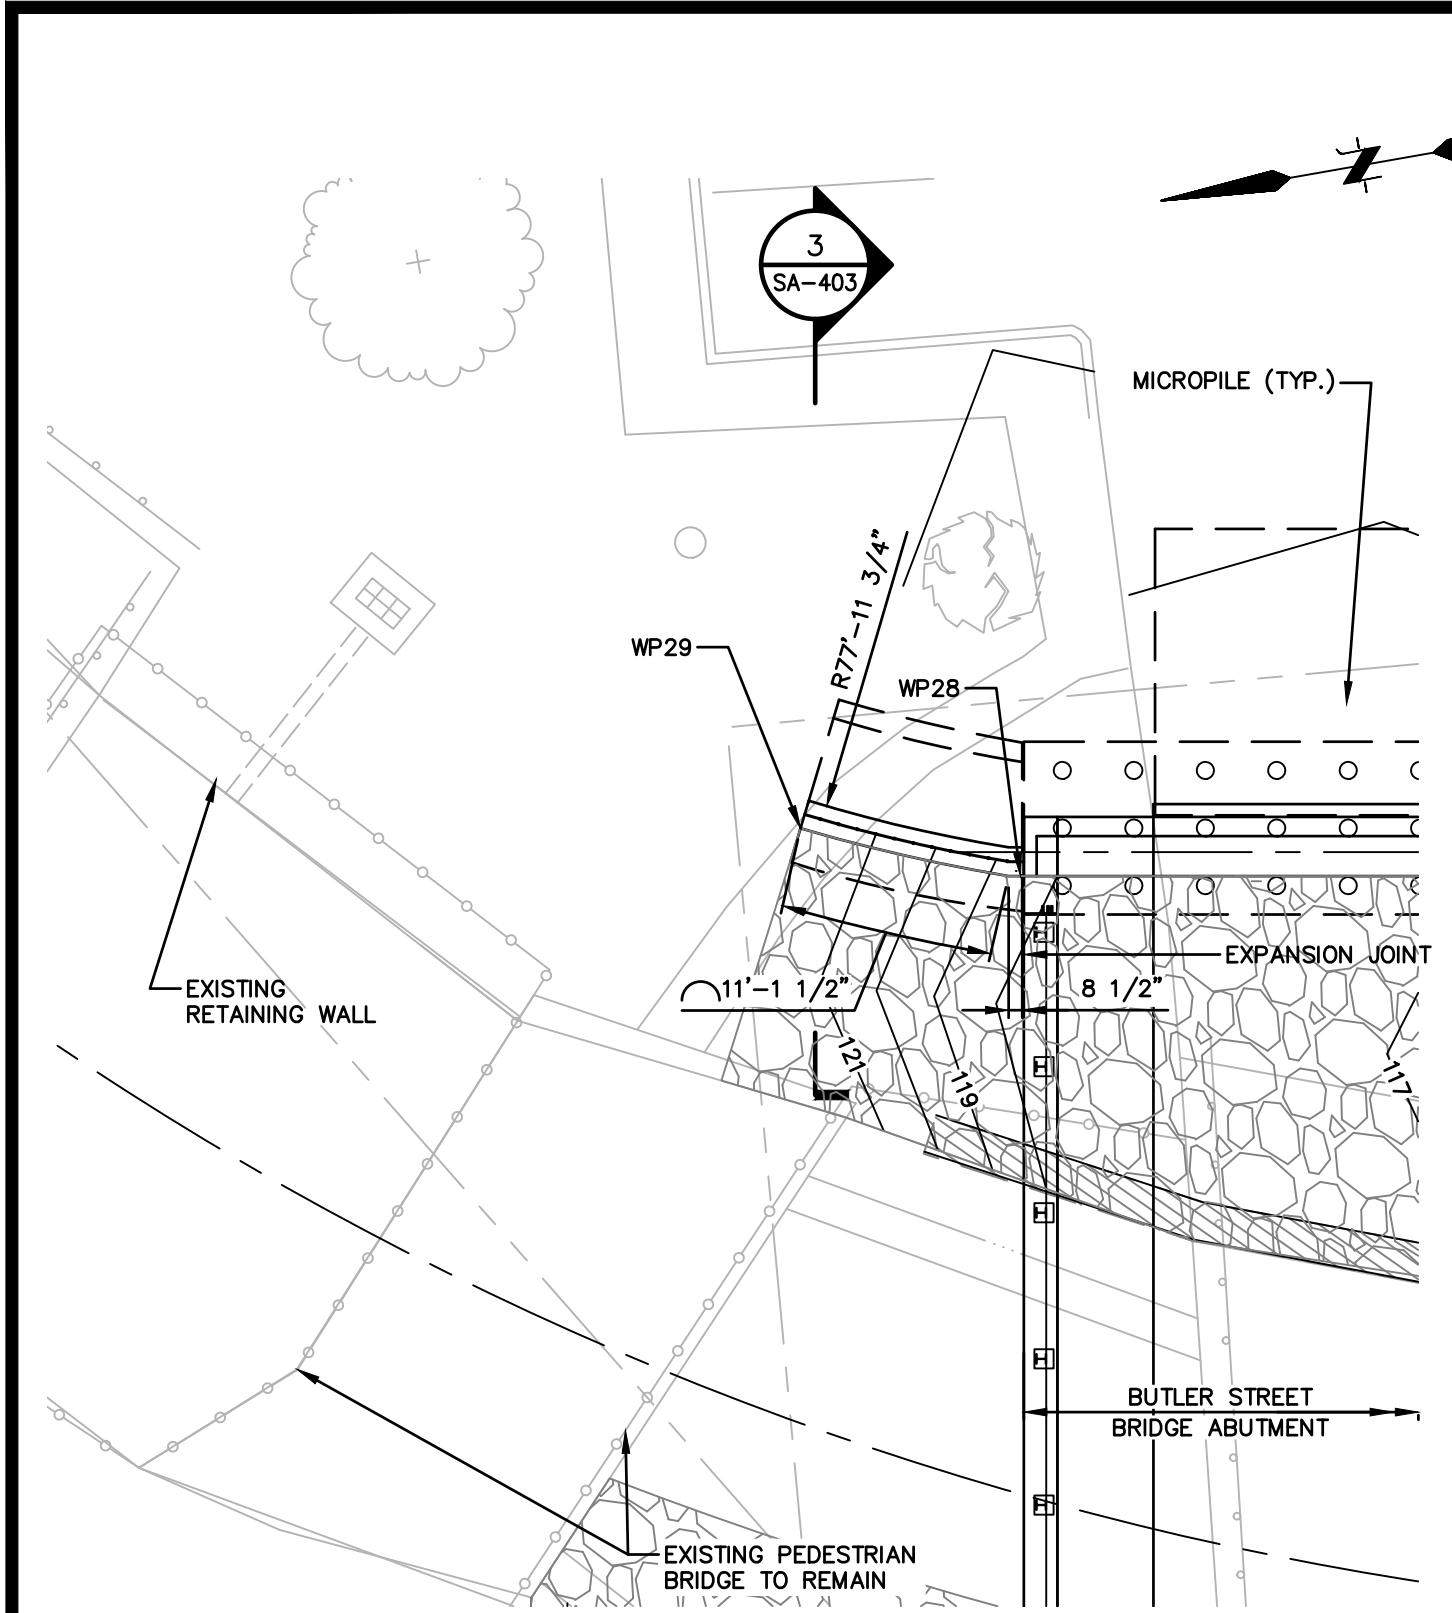 N
3
SA-403
MICROPILE (TYP.)
R77'-11 3/4"
WP29
WP28
EXPANSION JOINT
EXISTING
RETAINING WALL
11'-1 1/2"
8 1/2"
121
119
117
BUTLER STREET
BRIDGE ABUTMENT
EXISTING PEDESTRIAN
BRIDGE TO REMAIN